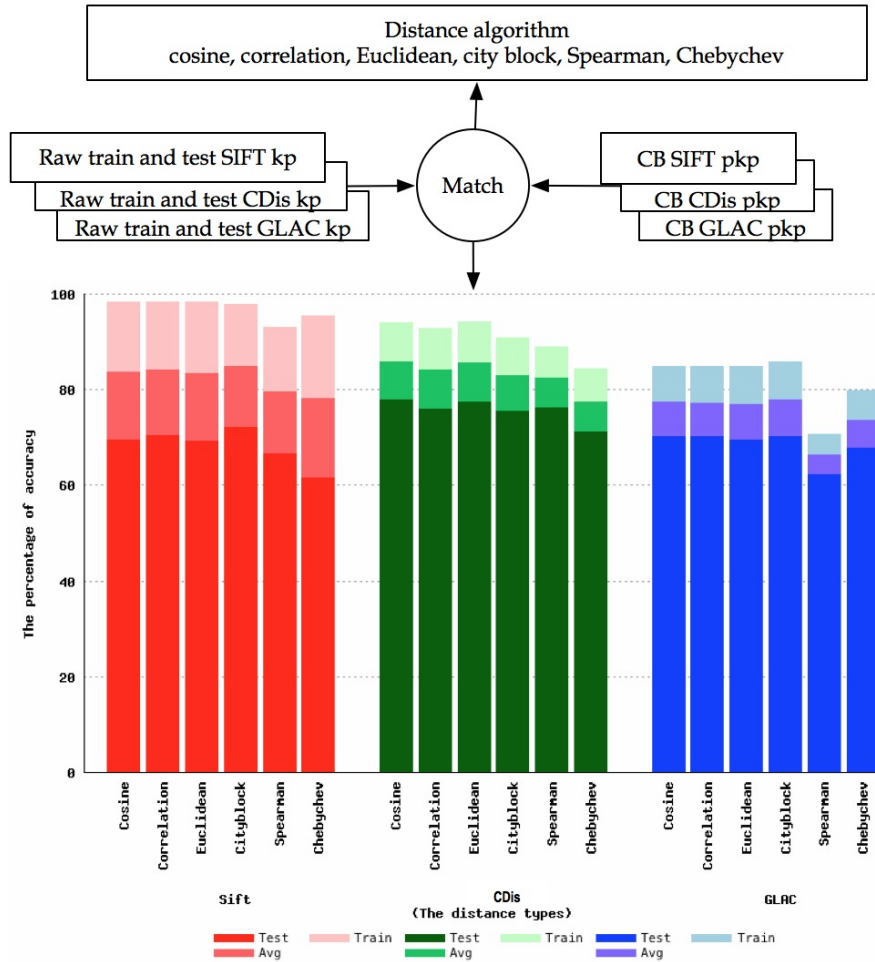 Distance algorithm
cosine, correlation, Euclidean, city block, Spearman, Chebychev
Raw train and test SIFT kp
Raw train and test CDis kp
Raw train and test GLAC kp
Match
CB SIFT pkp
CB CDis pkp
CB GLAC pkp
The percentage of accuracy
100
80
60
40
20
0
Cosine
Correlation
Euclidean
Cityblock
Spearman
Chebychev
Cosine
Correlation
Euclidean
Cityblock
Spearman
Chebychev
Cosine
Correlation
Euclidean
Cityblock
Spearman
Chebychev
Sift
CDis
GLAC
(The distance types)
Test Train Test Train Test Train
Avg Avg Avg